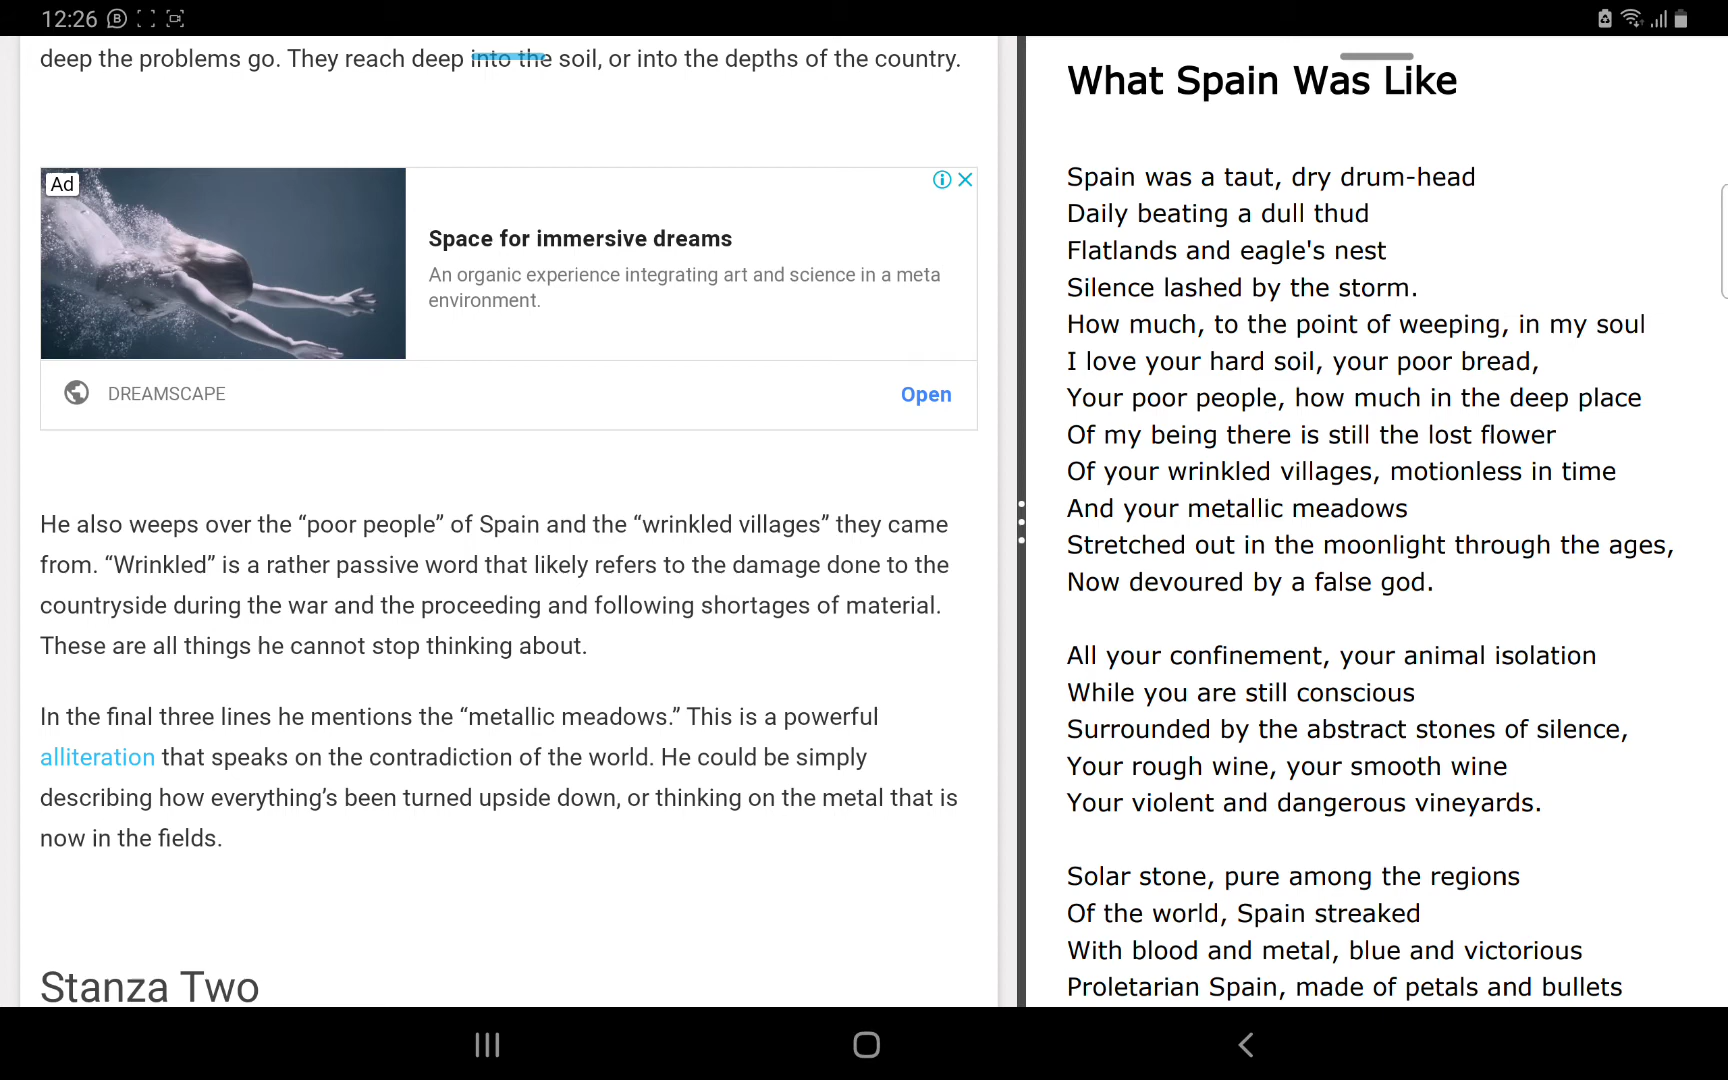 12:26
deep the problems go. They reach deep into the soil, or into the depths of the country.
Ad
Space for immersive dreams
An organic experience integrating art and science in a meta
environment.
DREAMSCAPE
Open
He also weeps over the “poor people” of Spain and the “wrinkled villages” they came
from. “Wrinkled” is a rather passive word that likely refers to the damage done to the
countryside during the war and the proceeding and following shortages of material.
These are all things he cannot stop thinking about.
In the final three lines he mentions the “metallic meadows.” This is a powerful
alliteration that speaks on the contradiction of the world. He could be simply
describing how everything’s been turned upside down, or thinking on the metal that is
now in the fields.
Stanza Two
What Spain Was Like
Spain was a taut, dry drum-head
Daily beating a dull thud
Flatlands and eagle's nest
Silence lashed by the storm.
How much, to the point of weeping, in my soul
I love your hard soil, your poor bread,
Your poor people, how much in the deep place
Of my being there is still the lost flower
Of your wrinkled villages, motionless in time
And your metallic meadows
Stretched out in the moonlight through the ages,
Now devoured by a false god.
All your confinement, your animal isolation
While you are still conscious
Surrounded by the abstract stones of silence,
Your rough wine, your smooth wine
Your violent and dangerous vineyards.
Solar stone, pure among the regions
Of the world, Spain streaked
With blood and metal, blue and victorious
Proletarian Spain, made of petals and bullets